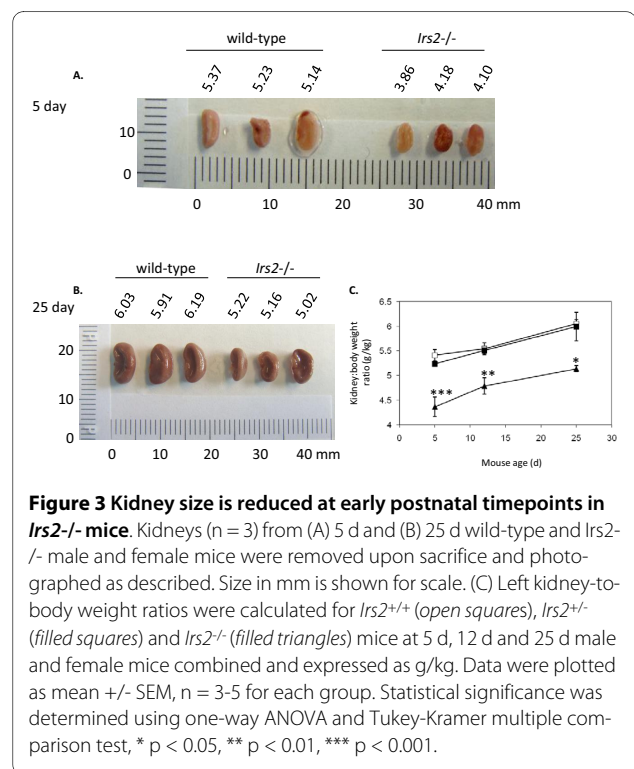 wild-type Irs2-/-
A.
5.37 5.23 5.14 3.86 4.18 4.10
5 day
10
0
0 10 20 30 40 mm
wild-type Irs2-/-
B.
25 day
6.03 5.91 6.19 5.22 5.16 5.02
20
10
0
0 10 20 30 40 mm
C.
Kidney:body weight
ratio (g/kg)
6.5
6
5.5
5
4.5
4
*** ** *
0 5 10 15 20 25 30
Mouse age (d)
Figure 3 Kidney size is reduced at early postnatal timepoints in
Irs2-/- mice. Kidneys (n = 3) from (A) 5 d and (B) 25 d wild-type and Irs2-
/- male and female mice were removed upon sacrifice and photo-
graphed as described. Size in mm is shown for scale. (C) Left kidney-to-
body weight ratios were calculated for Irs2+/+ (open squares), Irs2+/-
(filled squares) and Irs2-/- (filled triangles) mice at 5 d, 12 d and 25 d male
and female mice combined and expressed as g/kg. Data were plotted
as mean +/- SEM, n = 3-5 for each group. Statistical significance was
determined using one-way ANOVA and Tukey-Kramer multiple com-
parison test, * p < 0.05, ** p < 0.01, *** p < 0.001.